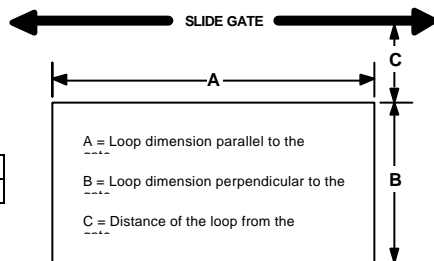 SLIDE GATE
C
A
A = Loop dimension parallel to the
B = Loop dimension perpendicular to the
B
C = Distance of the loop from the